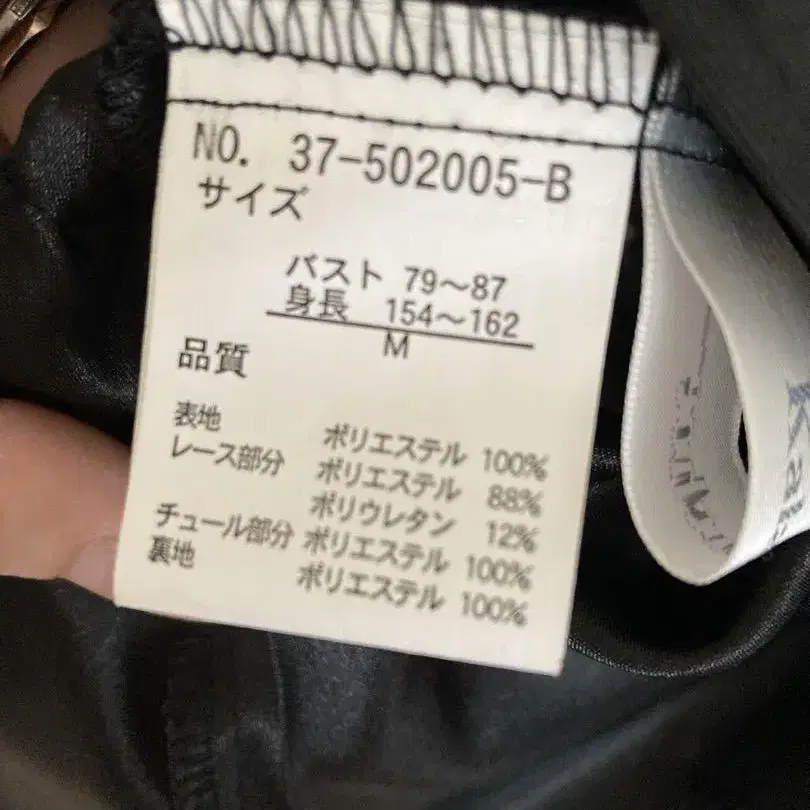 NO. 37-502005-B
サイズ
バスト 79〜87
身長 154〜162
M
品質
表地 ポリエステル 100%
レース部分 ポリエステル 88%
ポリウレタン 12%
チュール部分 ポリエステル 100%
裏地 ポリエステル 100%